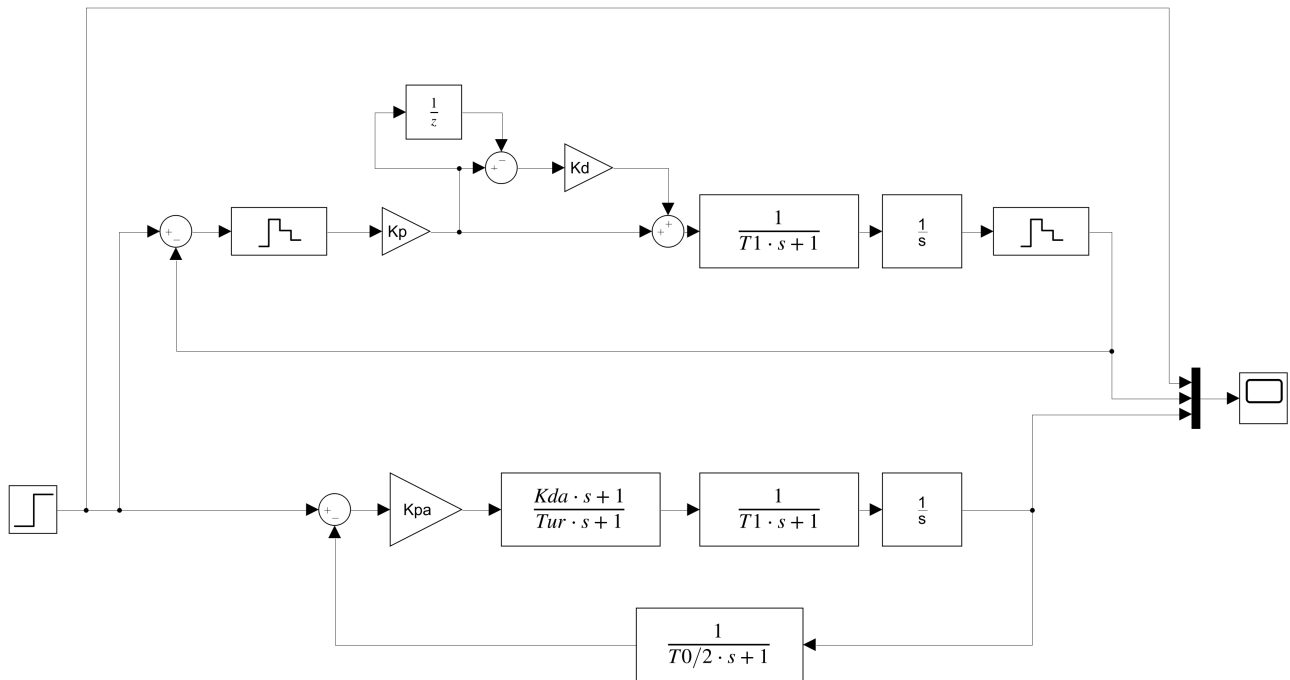 1
z
+
−
Kd
+
−
Kp
+
+
1
T1 · s + 1
1
s
+
−
Kpa
Kda · s + 1
Tur · s + 1
1
T1 · s + 1
1
s
1
T0/2 · s + 1